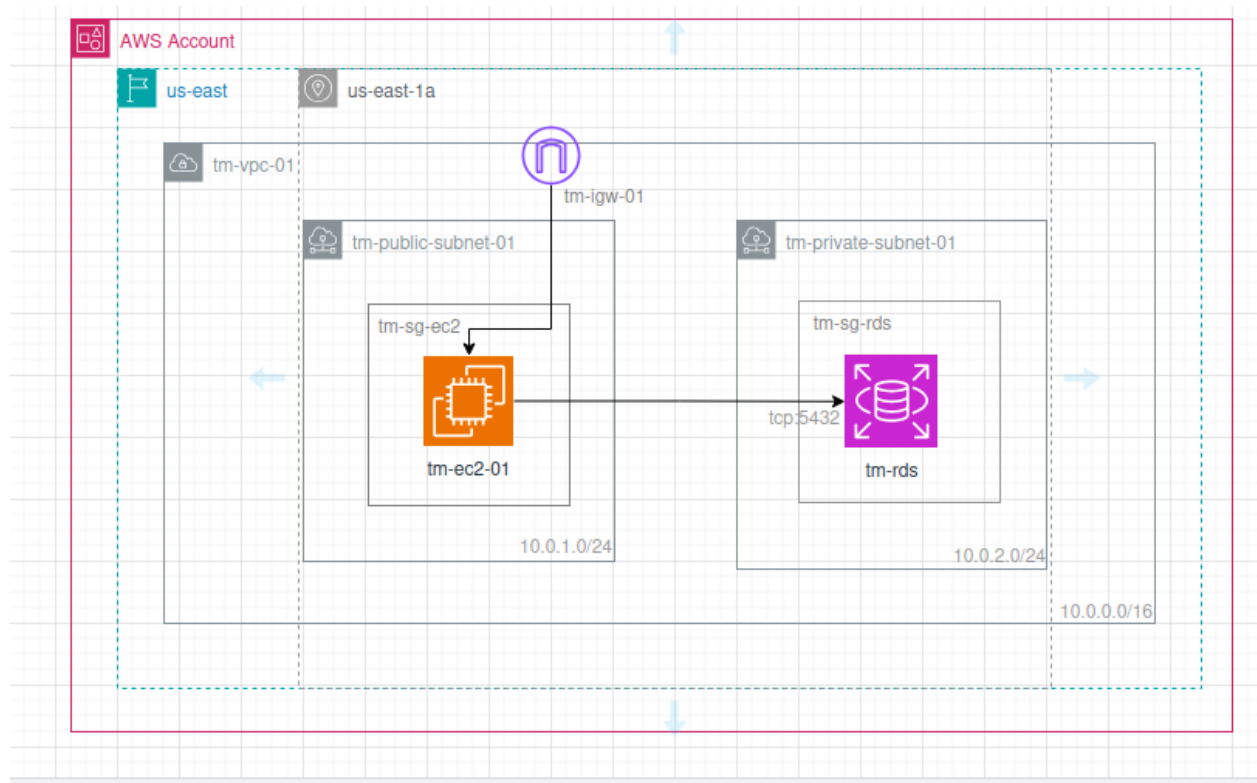 AWS Account
us-east
us-east-1a
tm-vpc-01
tm-igw-01
tm-public-subnet-01
tm-private-subnet-01
tm-sg-ec2
tm-sg-rds
tcp:5432
tm-ec2-01
tm-rds
10.0.1.0/24
10.0.2.0/24
10.0.0.0/16